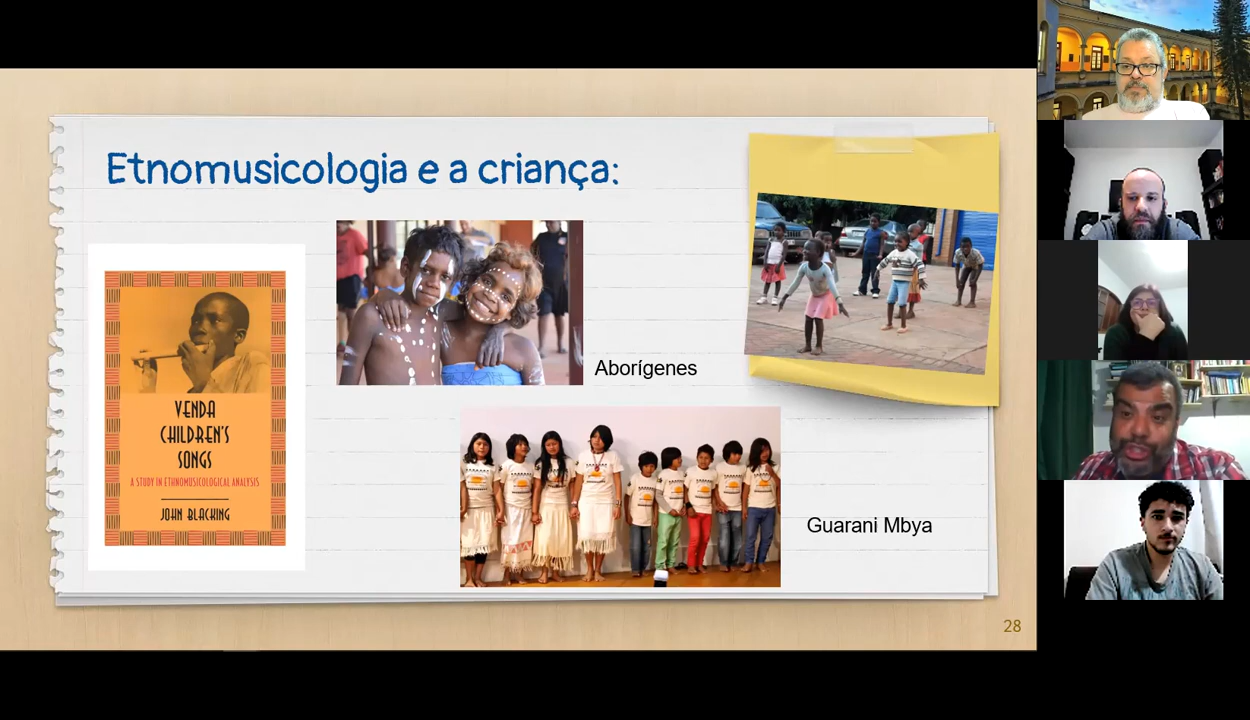 Etnomusicologia e a criança:
VENDA
CHILDREN'S
SONGS
A STUDY IN ETHNOMUSICOLOGICAL ANALYSIS
JOHN BLACKING
Aborígenes
Guarani Mbya
28